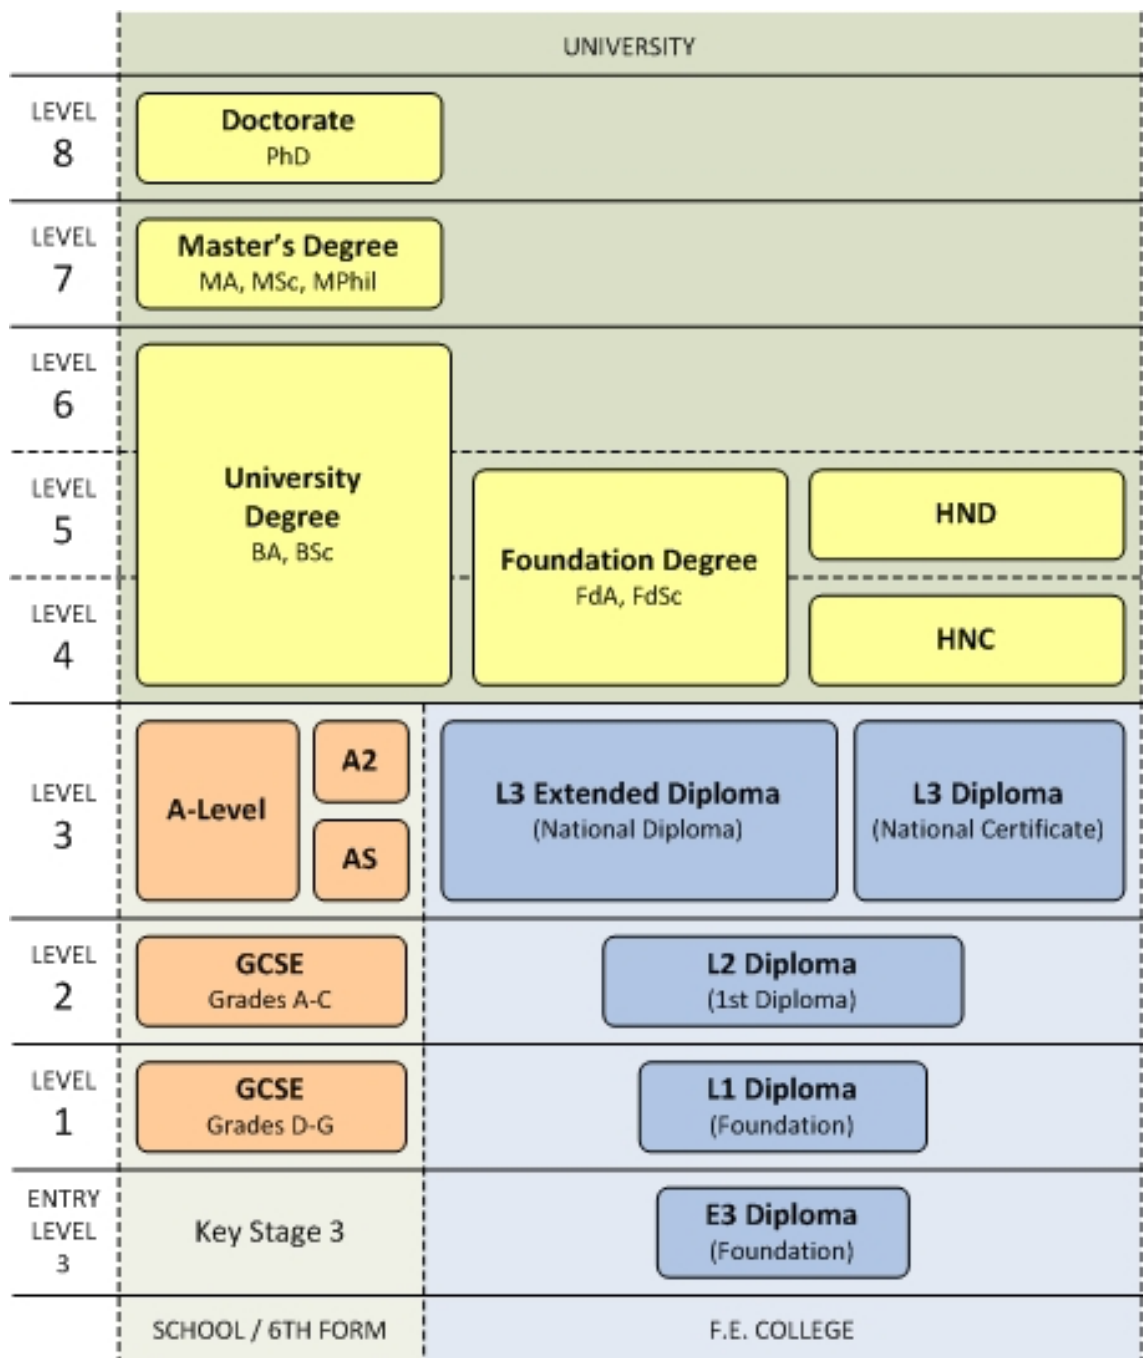 UNIVERSITY
LEVEL
8
Doctorate
PhD
LEVEL
7
Master's Degree
MA, MSc, MPhil
LEVEL
6
University
Degree
BA, BSc
LEVEL
5
Foundation Degree
FdA, FdSc
HND
LEVEL
4
HNC
LEVEL
3
A-Level
A2
AS
L3 Extended Diploma
(National Diploma)
L3 Diploma
(National Certificate)
LEVEL
2
GCSE
Grades A-C
L2 Diploma
(1st Diploma)
LEVEL
1
GCSE
Grades D-G
L1 Diploma
(Foundation)
ENTRY
LEVEL
3
Key Stage 3
E3 Diploma
(Foundation)
SCHOOL / 6TH FORM
F.E. COLLEGE